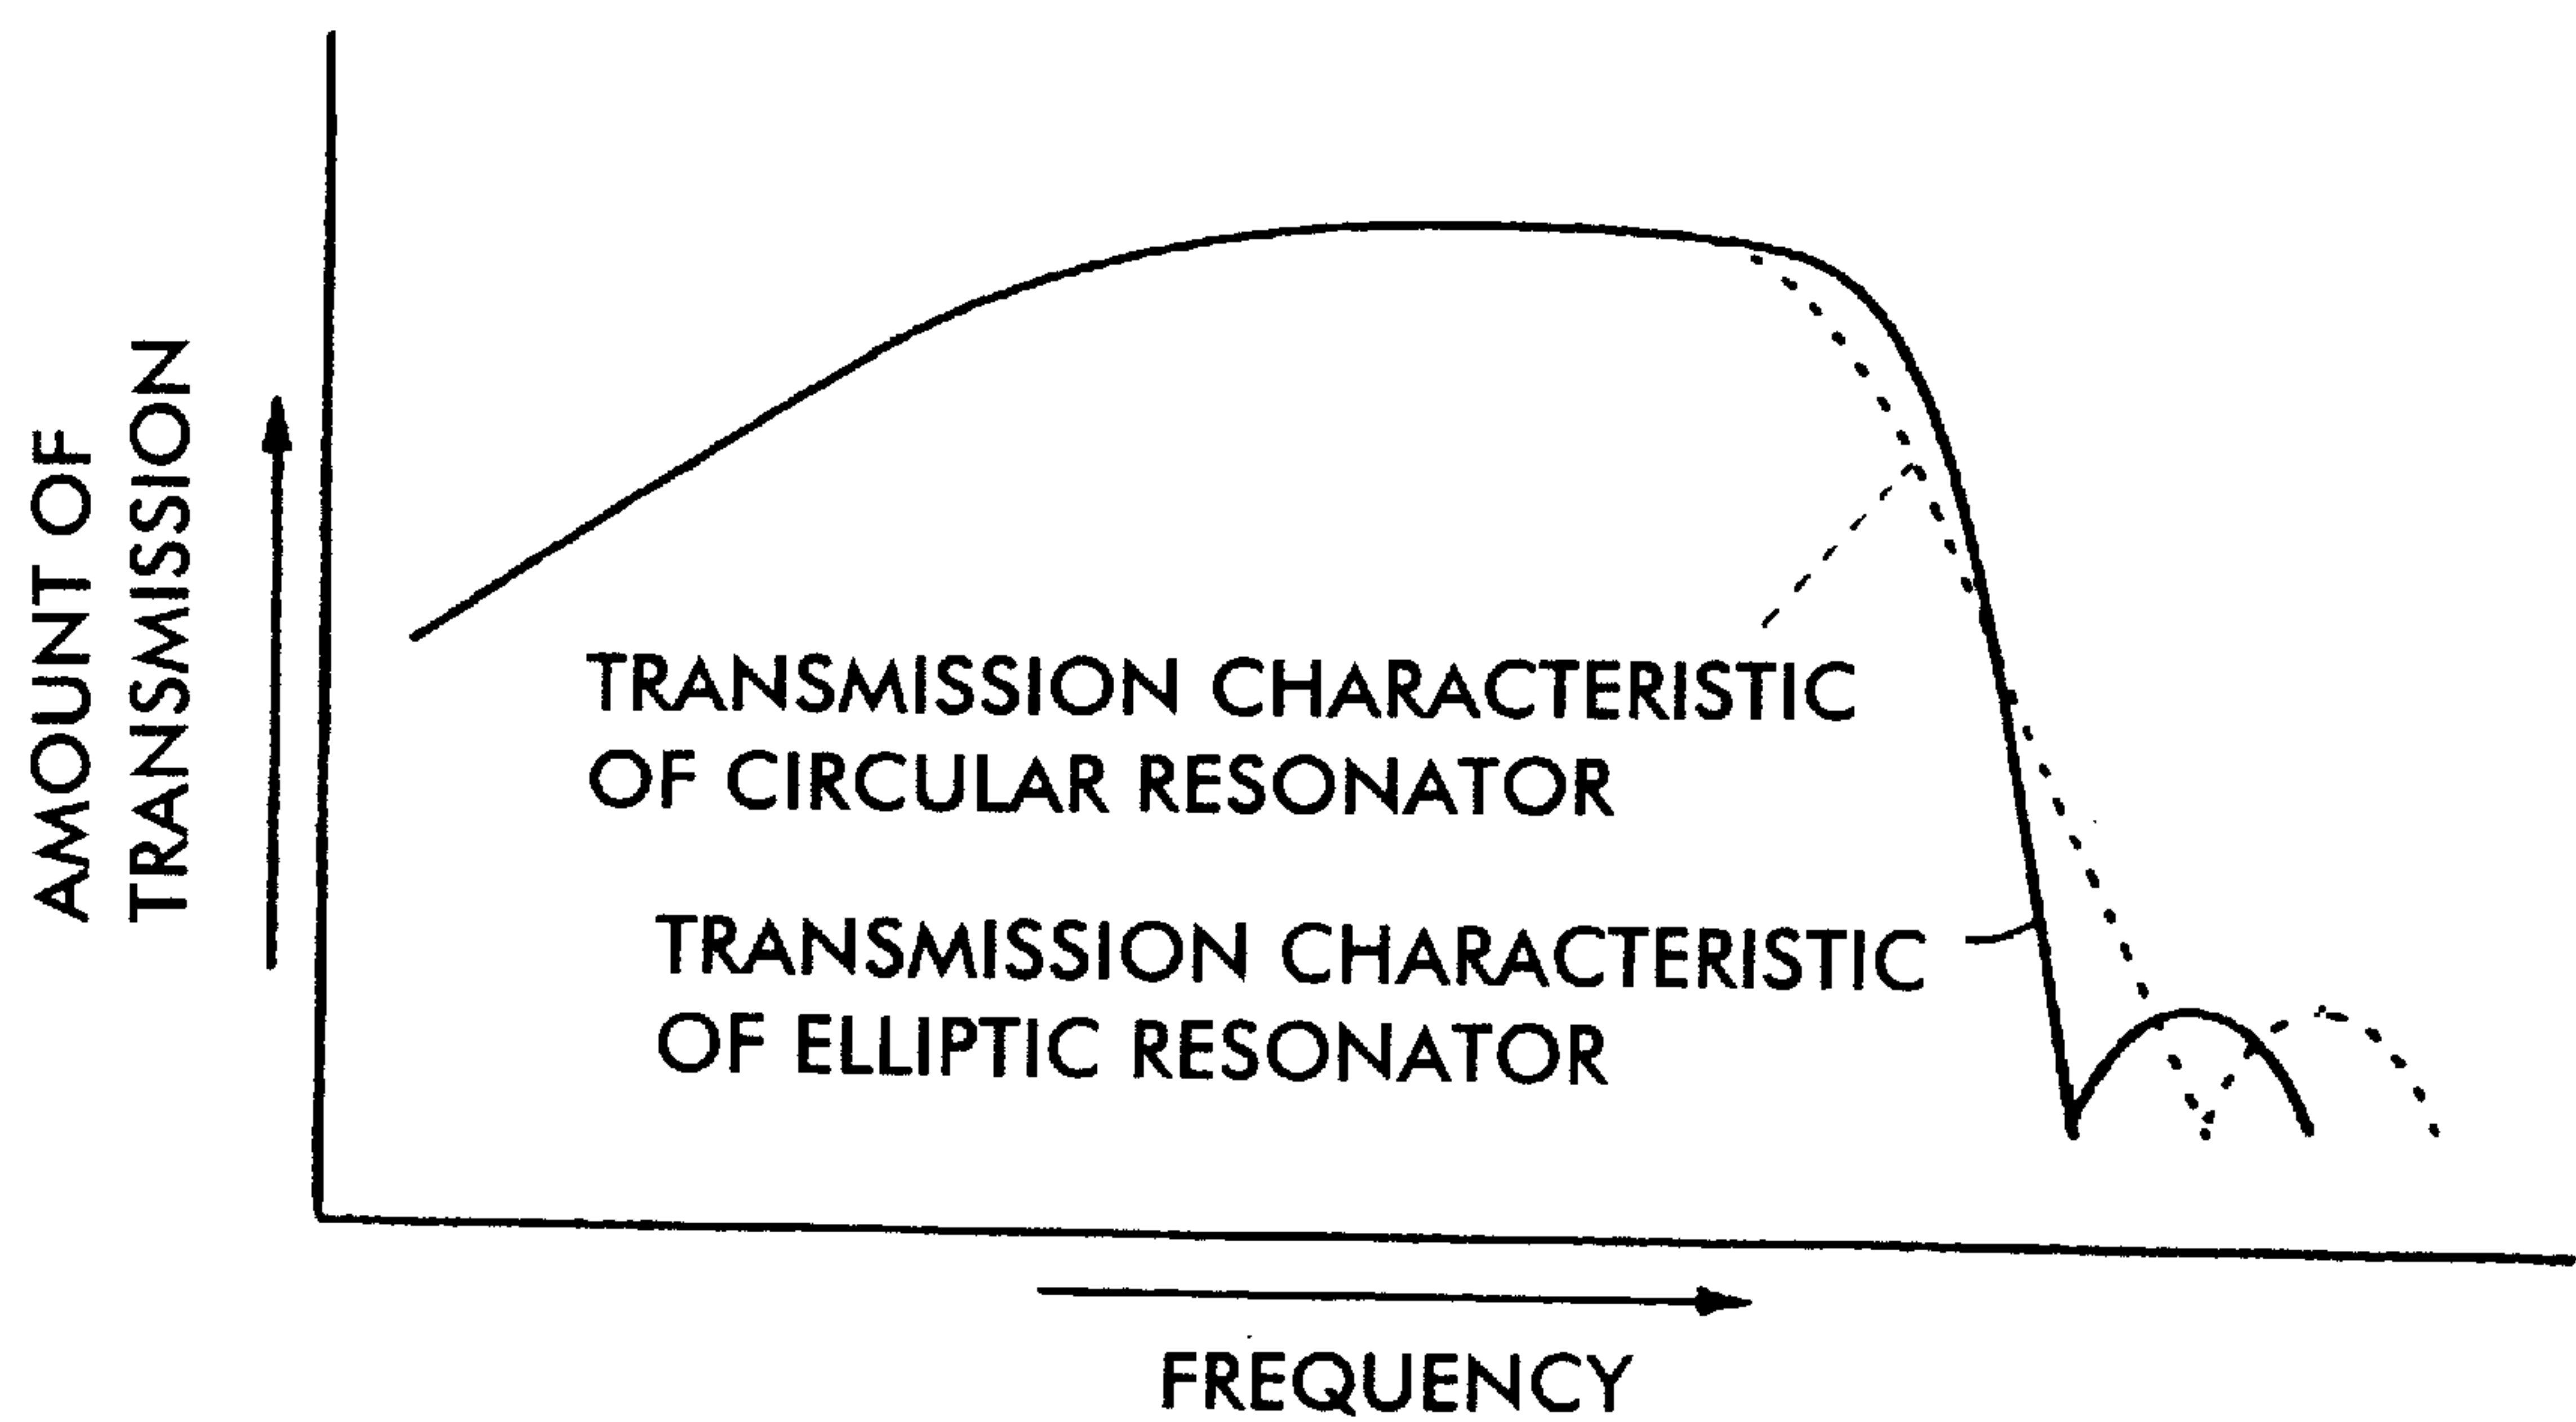 AMOUNT OF
TRANSMISSION
TRANSMISSION CHARACTERISTIC
OF CIRCULAR RESONATOR
TRANSMISSION CHARACTERISTIC
OF ELLIPTIC RESONATOR
FREQUENCY